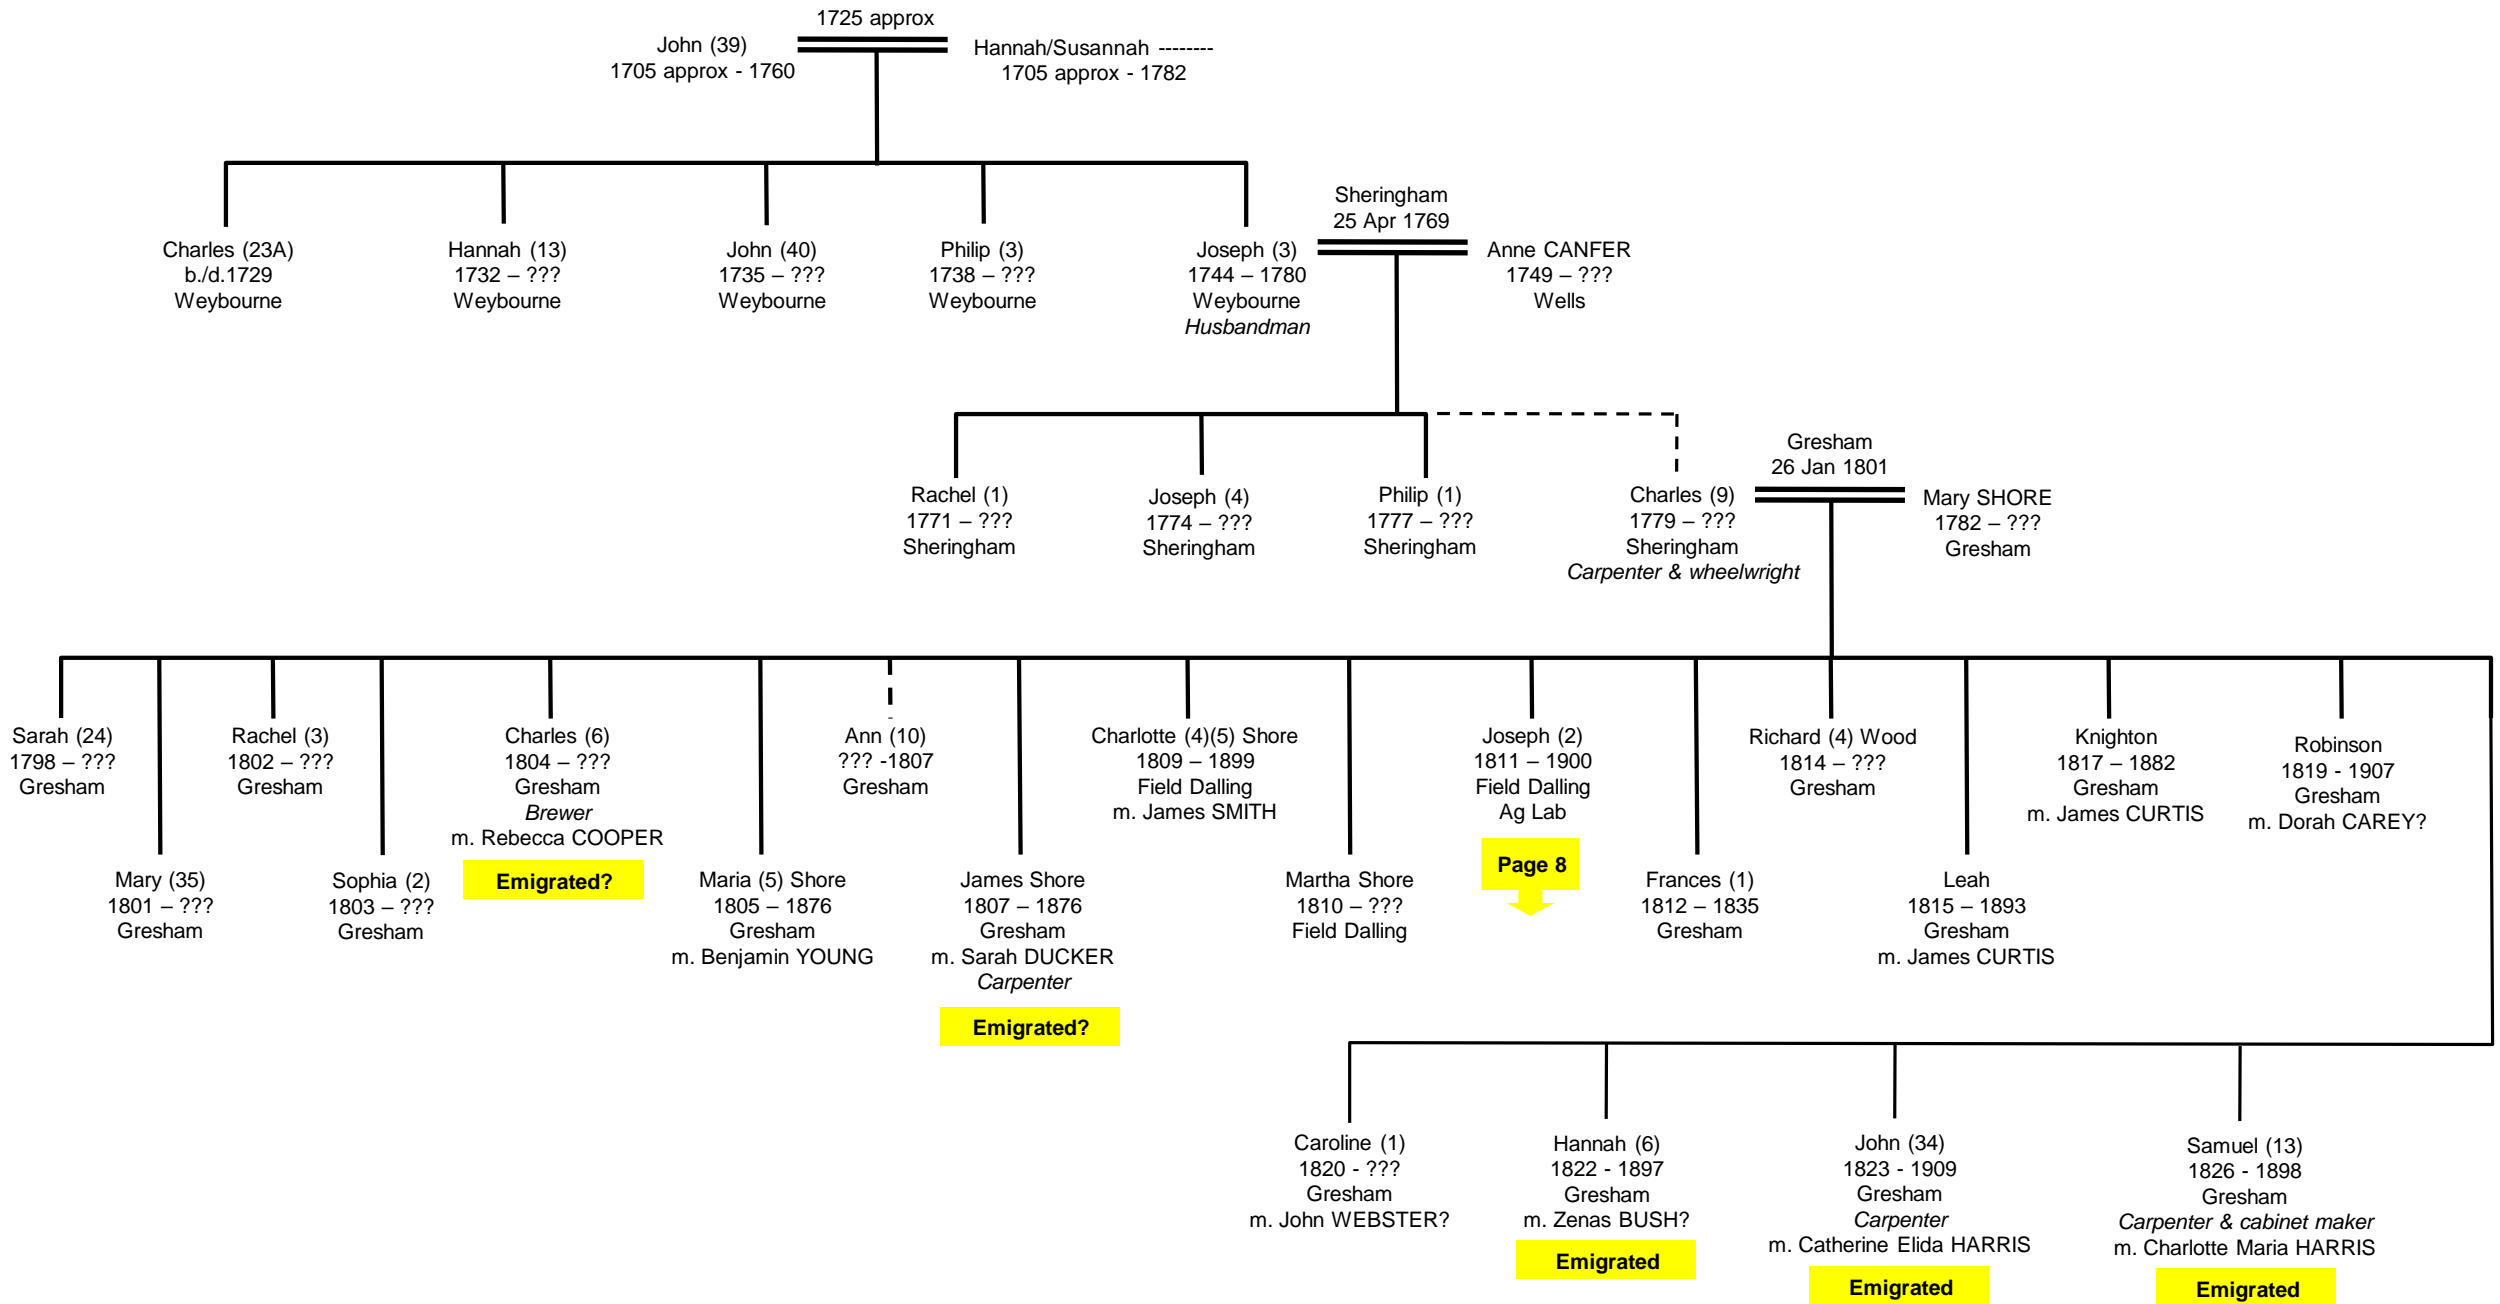 1725 approx
John (39)
1705 approx - 1760
Hannah/Susannah --------
1705 approx - 1782
Charles (23A)
b./d.1729
Weybourne
Hannah (13)
1732 – ???
Weybourne
John (40)
1735 – ???
Weybourne
Philip (3)
1738 – ???
Weybourne
Joseph (3)
1744 – 1780
Weybourne
Husbandman
Sheringham
25 Apr 1769
Anne CANFER
1749 – ???
Wells
Rachel (1)
1771 – ???
Sheringham
Joseph (4)
1774 – ???
Sheringham
Philip (1)
1777 – ???
Sheringham
Charles (9)
1779 – ???
Sheringham
Carpenter & wheelwright
Gresham
26 Jan 1801
Mary SHORE
1782 – ???
Gresham
Sarah (24)
1798 – ???
Gresham
Mary (35)
1801 – ???
Gresham
Rachel (3)
1802 – ???
Gresham
Sophia (2)
1803 – ???
Gresham
Charles (6)
1804 – ???
Gresham
Brewer
m. Rebecca COOPER
Emigrated?
Maria (5) Shore
1805 – 1876
Gresham
m. Benjamin YOUNG
Ann (10)
??? -1807
Gresham
James Shore
1807 – 1876
Gresham
m. Sarah DUCKER
Carpenter
Emigrated?
Charlotte (4)(5) Shore
1809 – 1899
Field Dalling
m. James SMITH
Martha Shore
1810 – ???
Field Dalling
Joseph (2)
1811 – 1900
Field Dalling
Ag Lab
Page 8
Frances (1)
1812 – 1835
Gresham
Richard (4) Wood
1814 – ???
Gresham
Leah
1815 – 1893
Gresham
m. James CURTIS
Knighton
1817 – 1882
Gresham
m. James CURTIS
Robinson
1819 - 1907
Gresham
m. Dorah CAREY?
Caroline (1)
1820 - ???
Gresham
m. John WEBSTER?
Hannah (6)
1822 - 1897
Gresham
m. Zenas BUSH?
Emigrated
John (34)
1823 - 1909
Gresham
Carpenter
m. Catherine Elida HARRIS
Emigrated
Samuel (13)
1826 - 1898
Gresham
Carpenter & cabinet maker
m. Charlotte Maria HARRIS
Emigrated